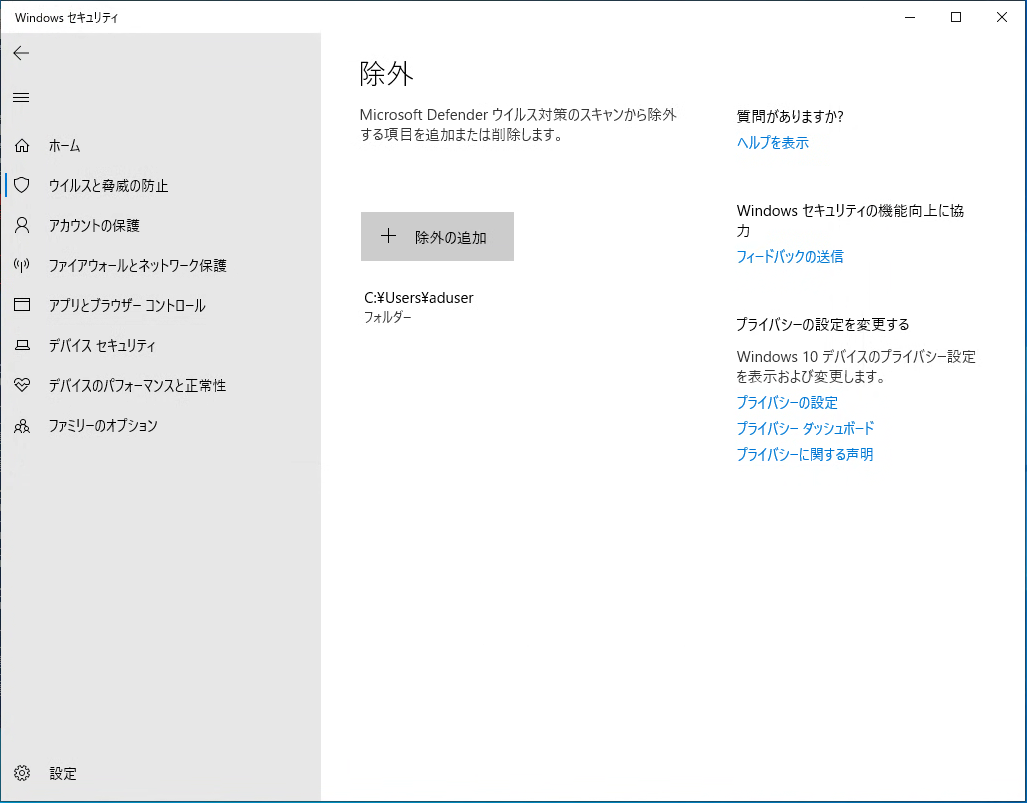 Windows セキュリティ
ホーム
ウイルスと脅威の防止
アカウントの保護
ファイアウォールとネットワーク保護
アプリとブラウザー コントロール
デバイス セキュリティ
デバイスのパフォーマンスと正常性
ファミリーのオプション
設定
除外
Microsoft Defender ウイルス対策のスキャンから除外
する項目を追加または削除します。
除外の追加
C:¥Users¥aduser
フォルダー
質問がありますか?
ヘルプを表示
Windows セキュリティの機能向上に協
力
フィードバックの送信
プライバシーの設定を変更する
Windows 10 デバイスのプライバシー設定
を表示および変更します。
プライバシーの設定
プライバシー ダッシュボード
プライバシーに関する声明